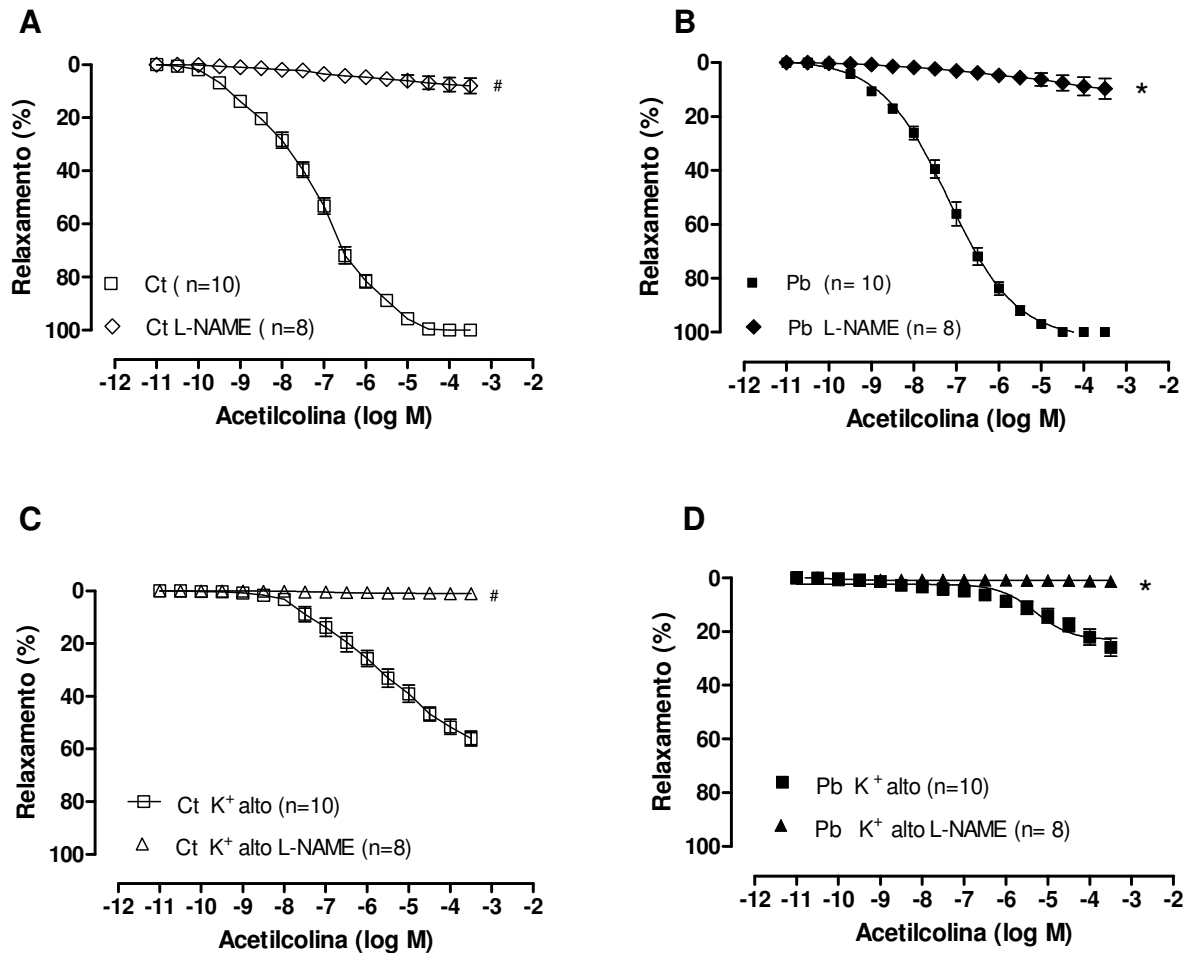 A
Relaxamento (%)
0
20
40
60
80
100
#
Ct ( n=10)
Ct L-NAME ( n=8)
-12 -11 -10 -9 -8 -7 -6 -5 -4 -3 -2
Acetilcolina (log M)
B
Relaxamento (%)
0
20
40
60
80
100
*
Pb (n= 10)
Pb L-NAME (n= 8)
-12 -11 -10 -9 -8 -7 -6 -5 -4 -3 -2
Acetilcolina (log M)
C
Relaxamento (%)
0
20
40
60
80
100
#
Ct K+ alto (n=10)
Ct K+ alto L-NAME (n=8)
-12 -11 -10 -9 -8 -7 -6 -5 -4 -3 -2
Acetilcolina (log M)
D
Relaxamento (%)
0
20
40
60
80
100
*
Pb K+ alto (n=10)
Pb K+ alto L-NAME (n= 8)
-12 -11 -10 -9 -8 -7 -6 -5 -4 -3 -2
Acetilcolina (log M)